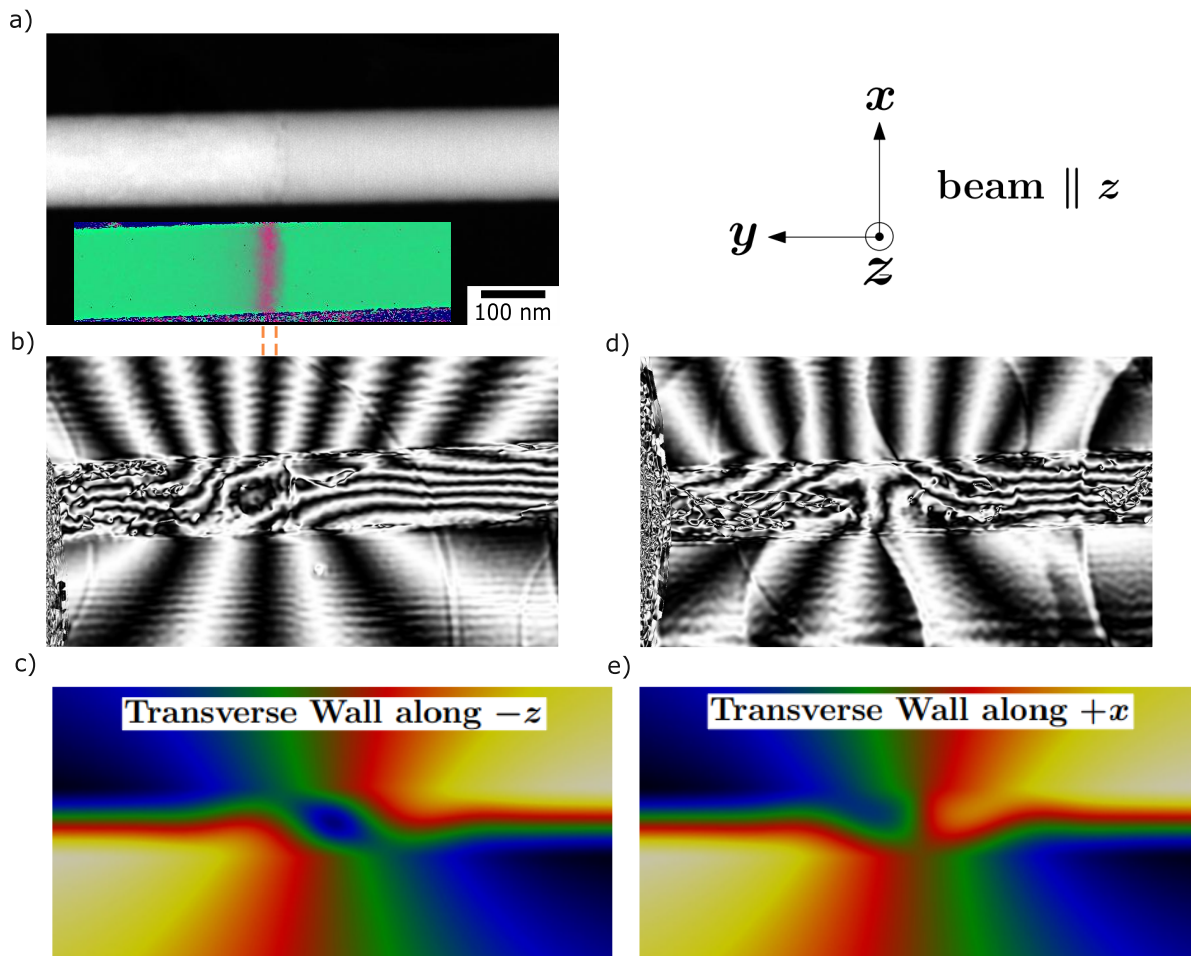 a)
x
beam ∥ z
y
z
100 nm
b)
d)
c)
e)
Transverse Wall along −z
Transverse Wall along +x